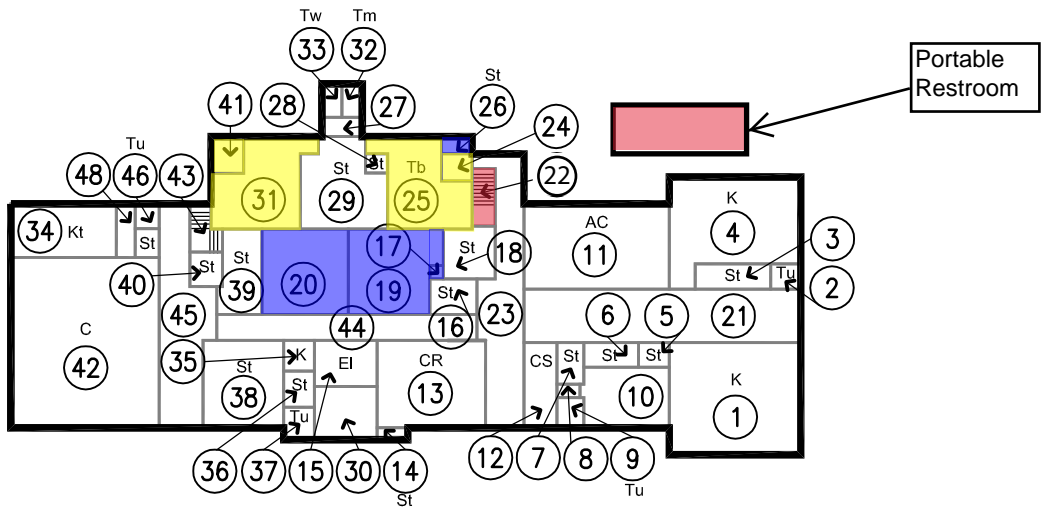 Tw
Tm
33
32
Portable
Restroom
St
41
28
27
26
24
Tu
St
St
Tb
48
46
43
31
29
25
22
K
AC
34
Kt
St
17
St
18
11
4
3
St
St
20
19
St
Tu
40
39
2
C
45
St
23
6
5
21
44
16
42
35
K
EI
CR
CS
St
St
St
K
St
38
St
13
10
1
Tu
36
37
15
30
14
12
7
8
9
St
Tu